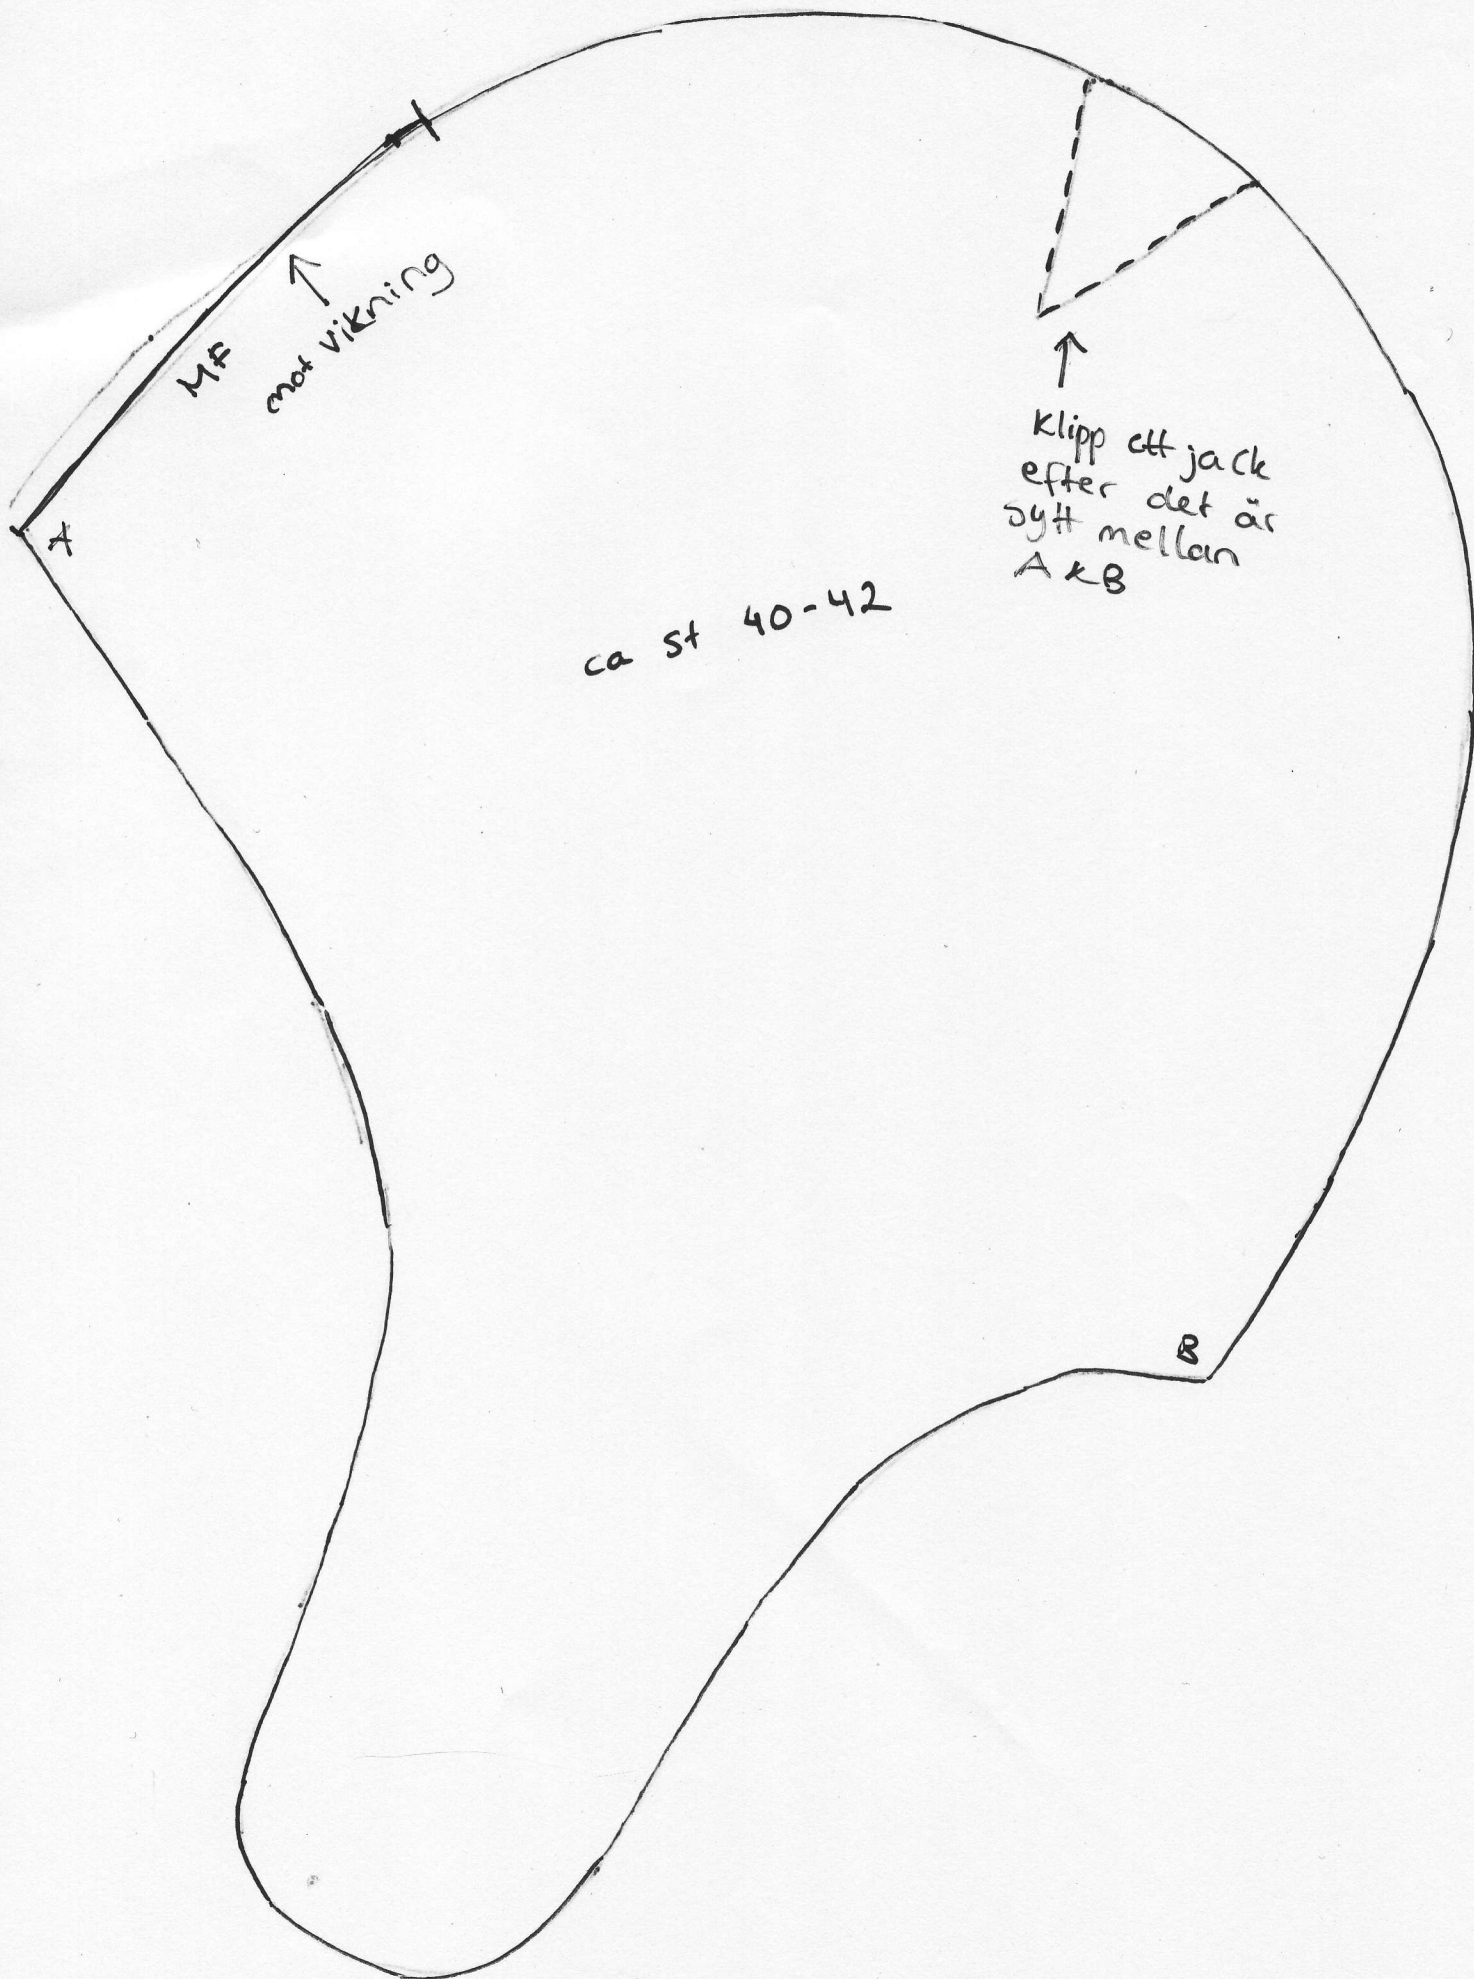 MF
mot vikning
A
Klipp ett jack
efter det är
sytt mellan
A & B
ca st 40-42
B